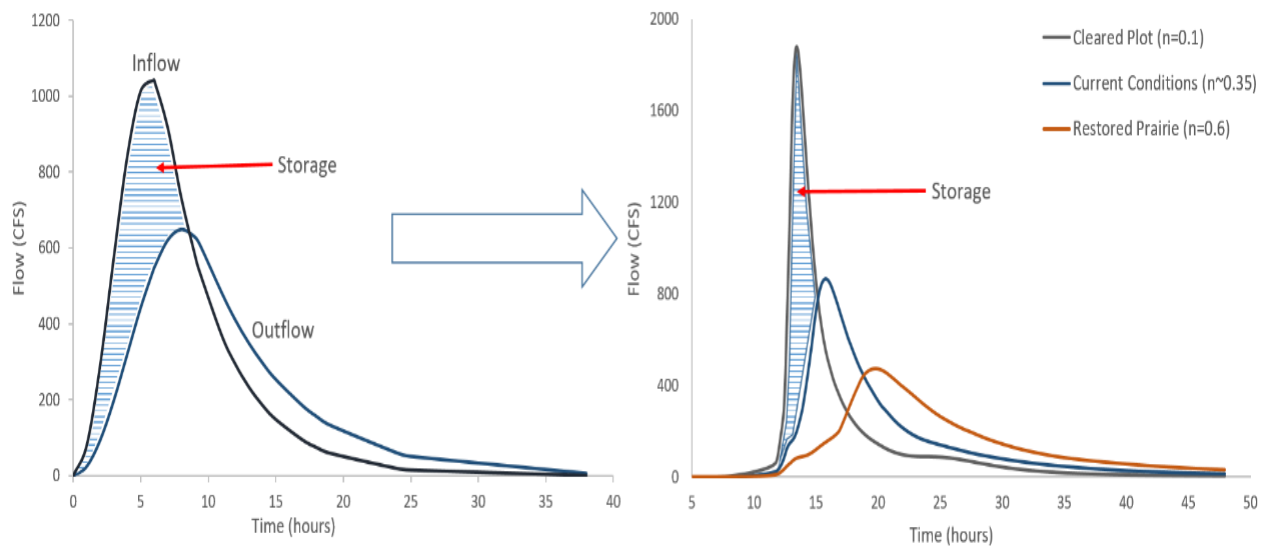 1200
1000
800
600
400
200
0
0 5 10 15 20 25 30 35 40
Flow (CFS)
Time (hours)
Inflow
Storage
Outflow
2000
1600
1200
800
400
0
5 10 15 20 25 30 35 40 45 50
Flow (CFS)
Time (hours)
Cleared Plot (n=0.1)
Current Conditions (n~0.35)
Restored Prairie (n=0.6)
Storage